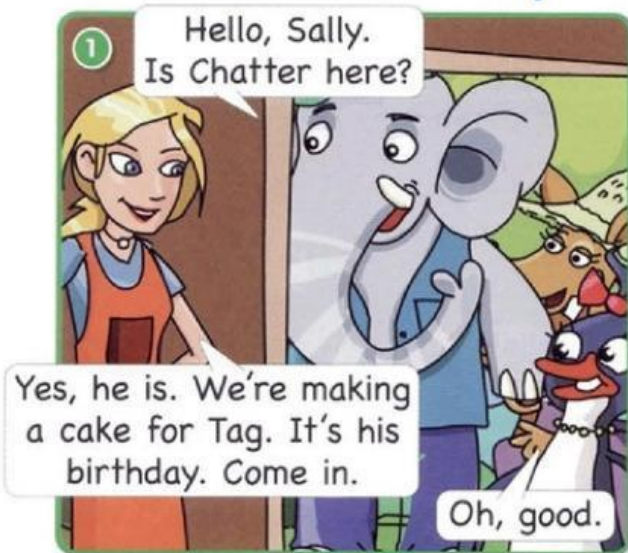 1
Hello, Sally.
Is Chatter here?
Yes, he is. We're making
a cake for Tag. It's his
birthday. Come in.
Oh, good.